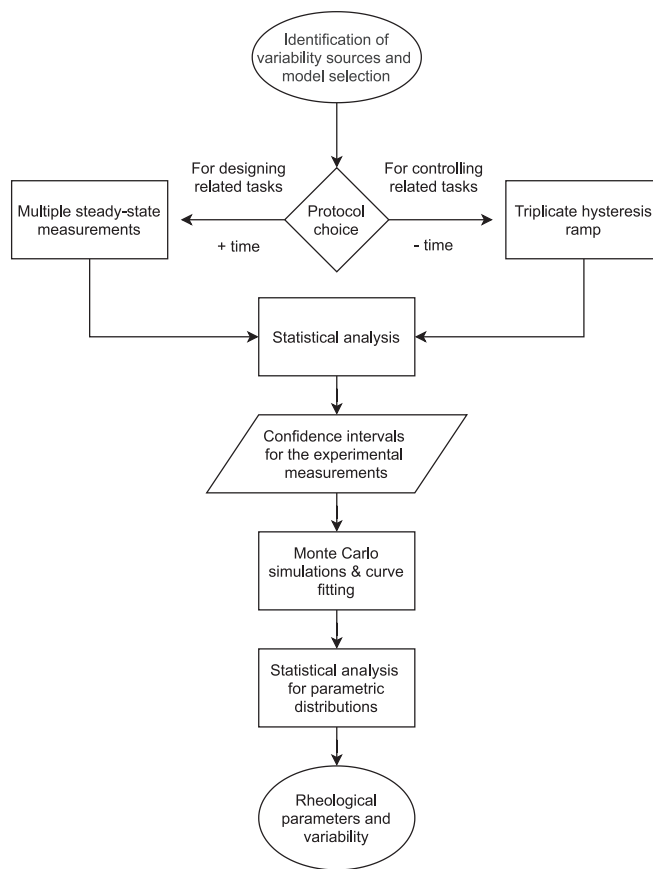 Identification of
variability sources and
model selection
For designing
related tasks
For controlling
related tasks
Multiple steady-state
measurements
Protocol
choice
Triplicate hysteresis
ramp
+ time
- time
Statistical analysis
Confidence intervals
for the experimental
measurements
Monte Carlo
simulations & curve
fitting
Statistical analysis
for parametric
distributions
Rheological
parameters and
variability